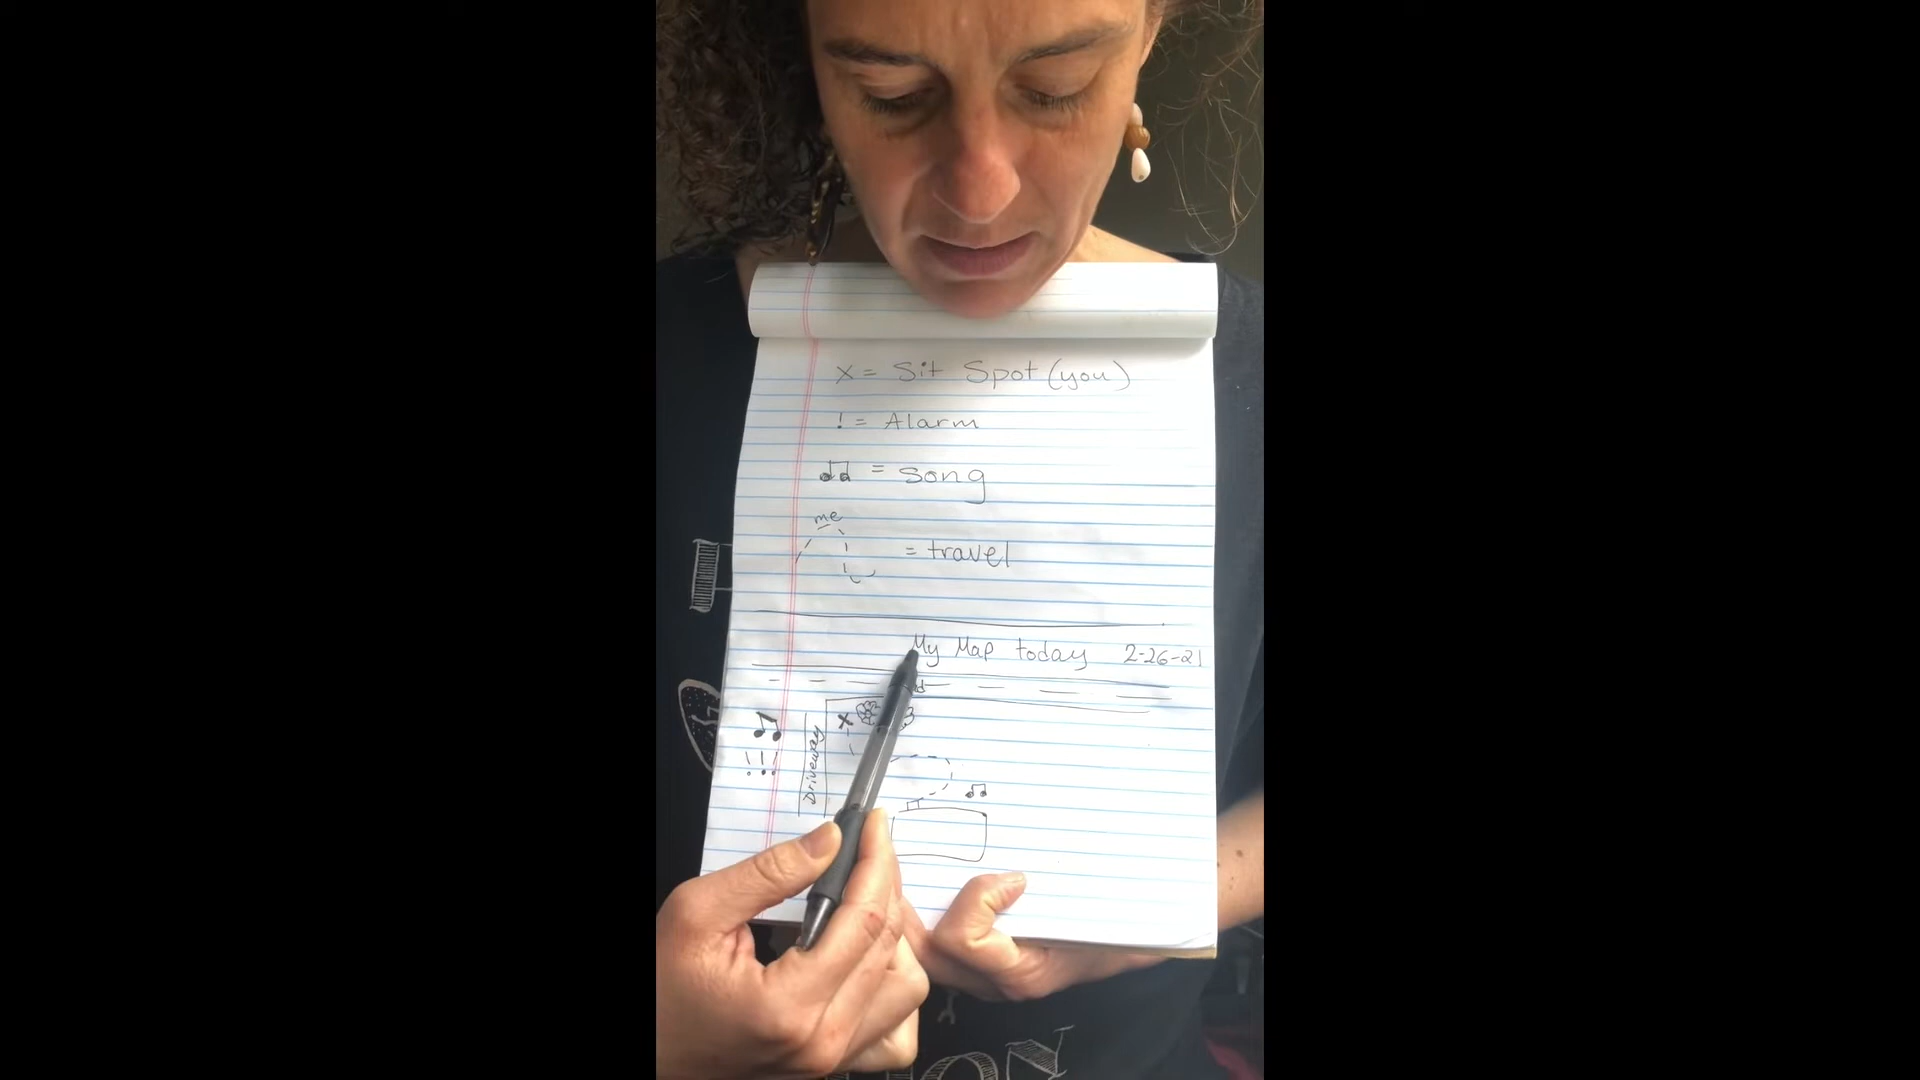 x = Sit Spot (you)
! = Alarm
♫ = song
me
= travel
My Map today 2-26-21
Driveway
!!!